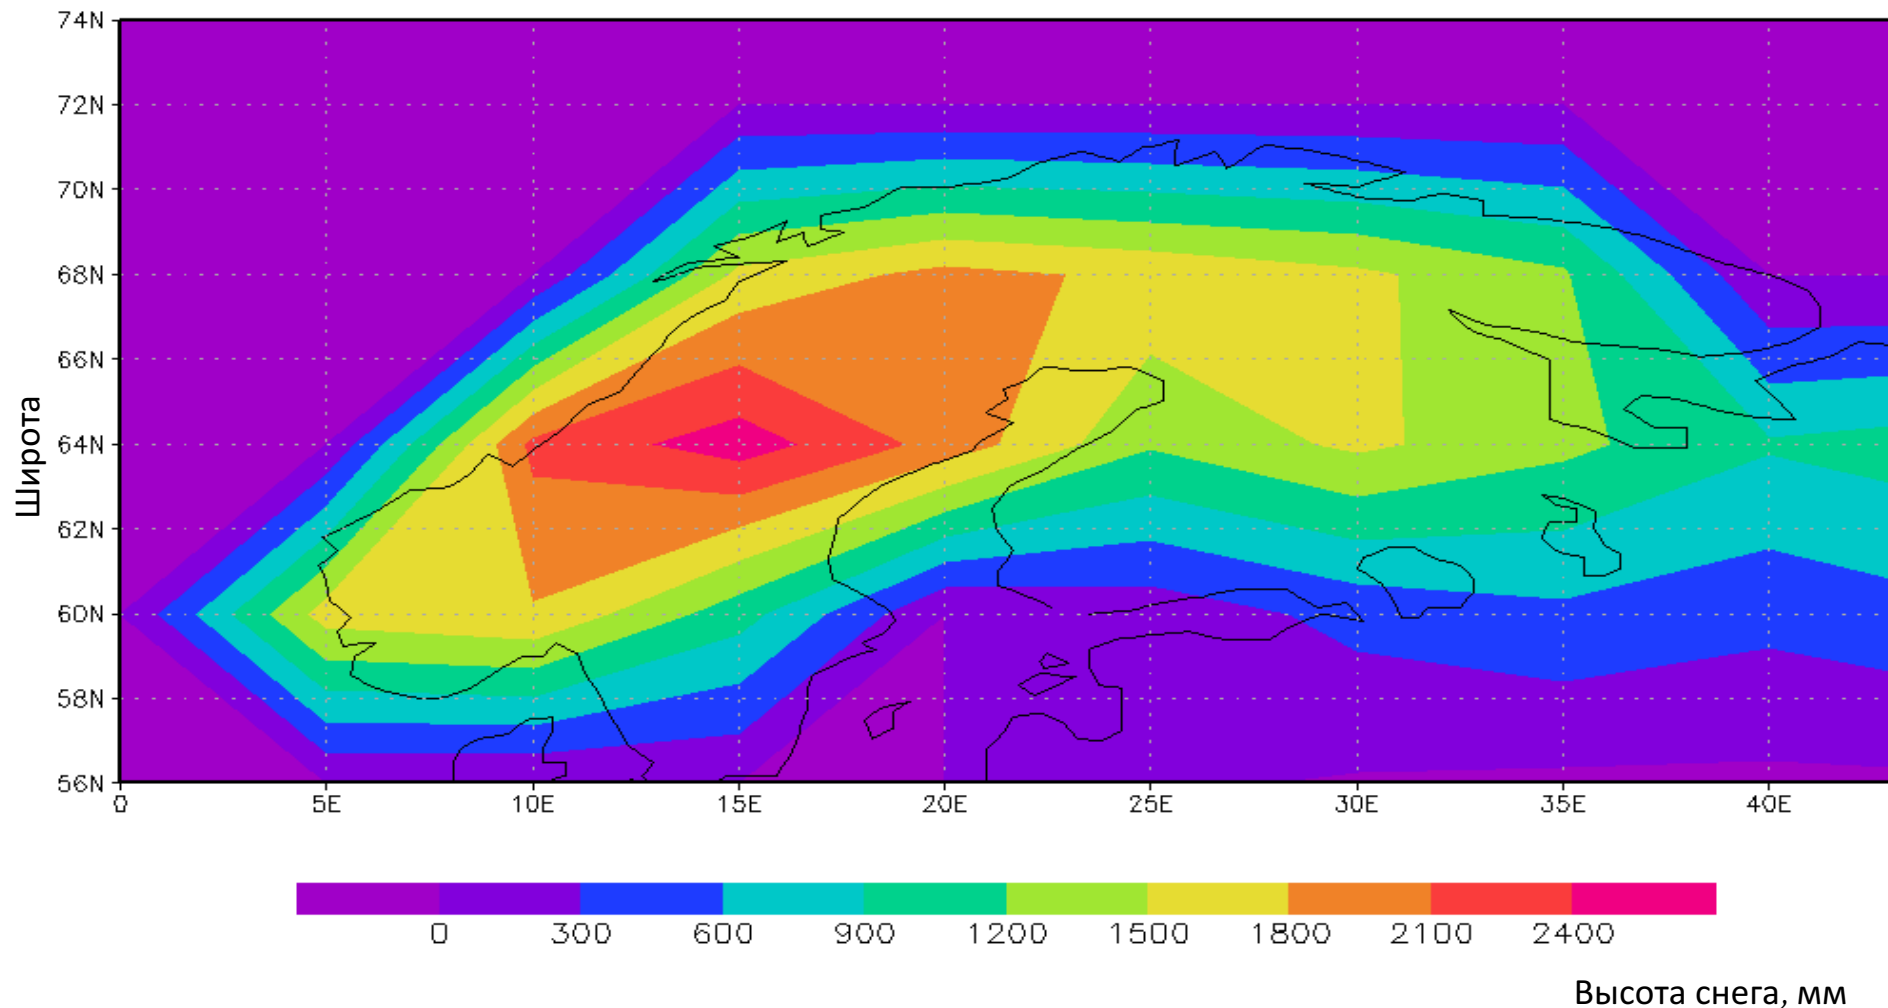 74N
72N
70N
68N
66N
64N
62N
60N
58N
56N
Широта
0 5E 10E 15E 20E 25E 30E 35E 40E
0 300 600 900 1200 1500 1800 2100 2400
Высота снега, мм